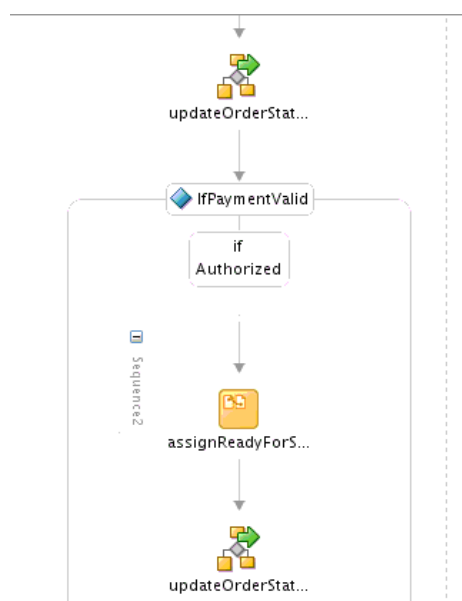 updateOrderStat...
IfPaymentValid
if
Authorized
Sequence2
assignReadyForS...
updateOrderStat...